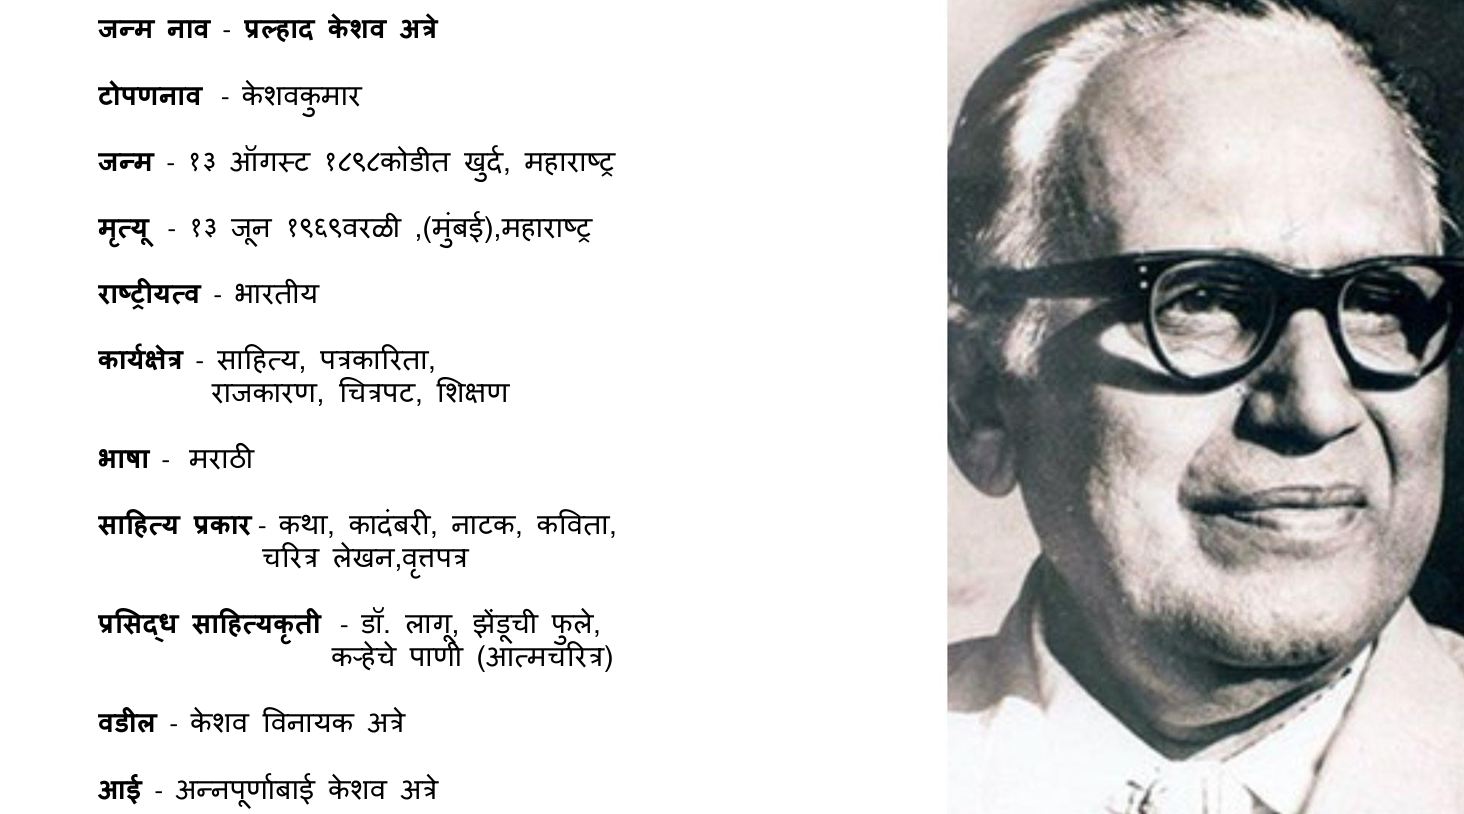 जन्म नाव - प्रल्हाद केशव अत्रे
टोपणनाव - केशवकुमार
जन्म - १३ ऑगस्ट १८९८कोडीत खुर्द, महाराष्ट्र
मृत्यू - १३ जून १९६९वरळी ,(मुंबई),महाराष्ट्र
राष्ट्रीयत्व - भारतीय
कार्यक्षेत्र - साहित्य, पत्रकारिता,
राजकारण, चित्रपट, शिक्षण
भाषा - मराठी
साहित्य प्रकार - कथा, कादंबरी, नाटक, कविता,
चरित्र लेखन,वृत्तपत्र
प्रसिद्ध साहित्यकृती - डॉ. लागू, झेंडूची फुले,
कऱ्हेचे पाणी (आत्मचरित्र)
वडील - केशव विनायक अत्रे
आई - अन्नपूर्णाबाई केशव अत्रे